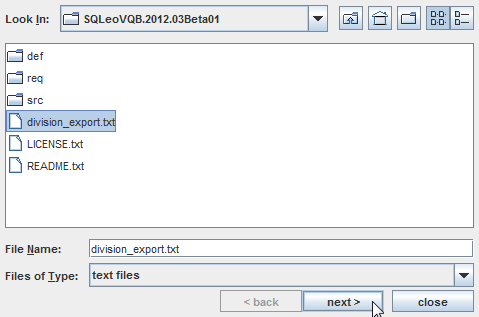 Look In: SQLeoVQB.2012.03Beta01
def
req
src
division_export.txt
LICENSE.txt
README.txt
File Name: division_export.txt
Files of Type: text files
< back next > close